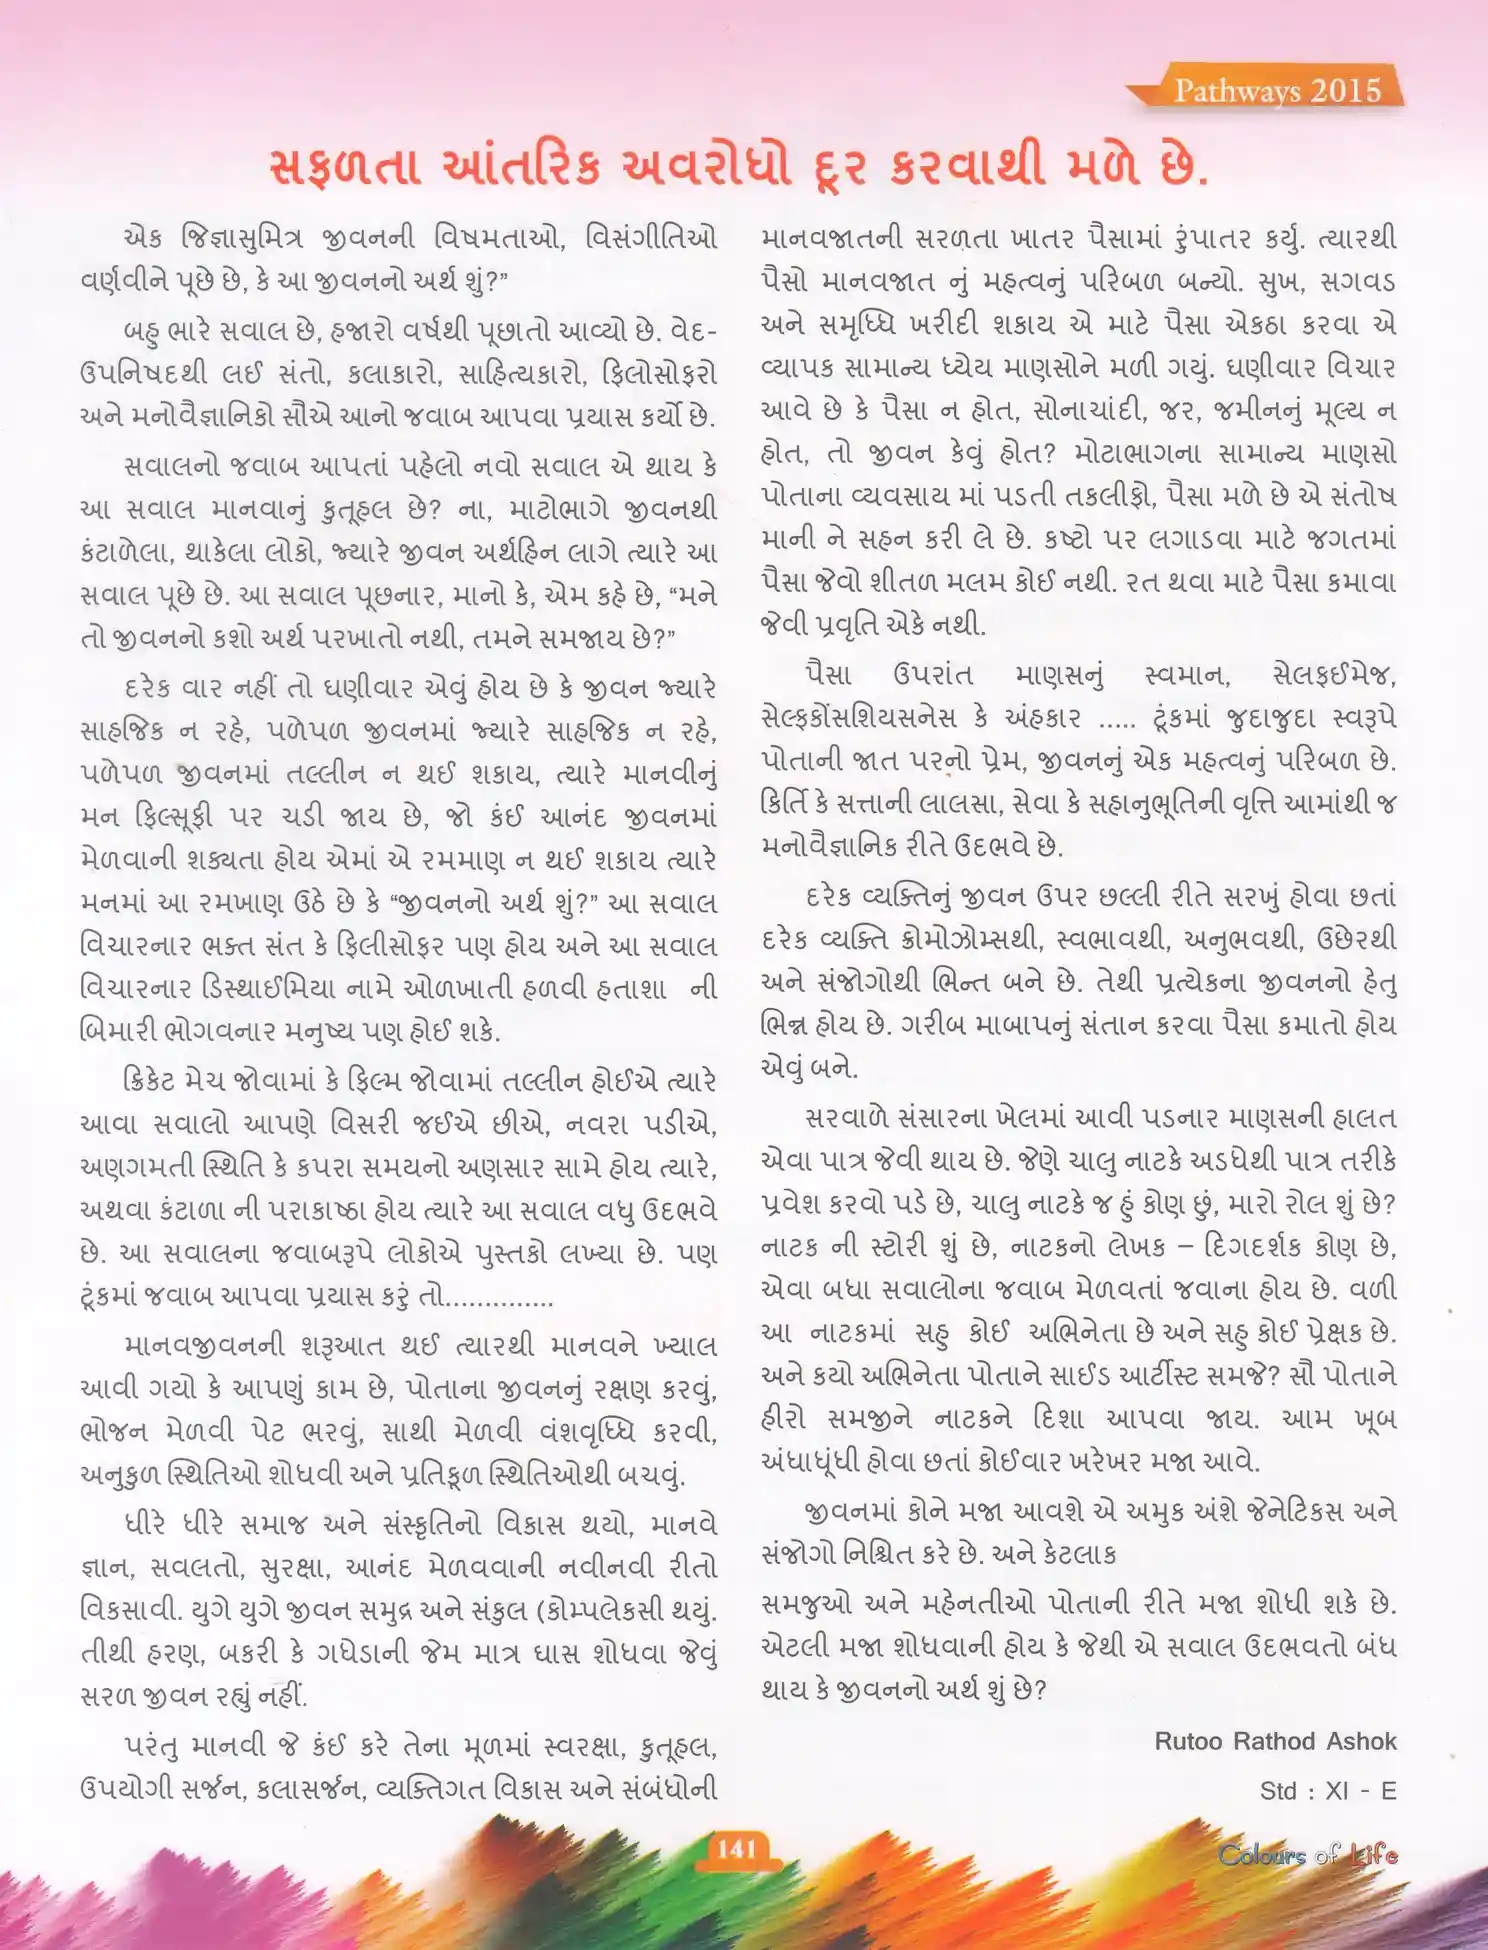 Pathways 2015
સફળતા આંતરિક અવરોધો દૂર કરવાથી મળે છે.
એક જિજ્ઞાસુમિત્ર જીવનની વિષમતાઓ, વિસંગીતિઓ
વર્ણવીને પૂછે છે, કે આ જીવનનો અર્થ શું?”
બહુ ભારે સવાલ છે, હજારો વર્ષથી પૂછાતો આવ્યો છે. વેદ-
ઉપનિષદથી લઈ સંતો, કલાકારો, સાહિત્યકારો, ફિલોસોફરો
અને મનોવૈજ્ઞાનિકો સૌએ આનો જવાબ આપવા પ્રયાસ કર્યો છે.
સવાલનો જવાબ આપતાં પહેલો નવો સવાલ એ થાય કે
આ સવાલ માનવાનું કુતૂહલ છે? ના, માટોભાગે જીવનથી
કંટાળેલા, થાકેલા લોકો, જ્યારે જીવન અર્થહિન લાગે ત્યારે આ
સવાલ પૂછે છે. આ સવાલ પૂછનાર, માનો કે, એમ કહે છે, “મને
તો જીવનનો કશો અર્થ પરખાતો નથી, તમને સમજાય છે?”
દરેક વાર નહીં તો ઘણીવાર એવું હોય છે કે જીવન જ્યારે
સાહજિક ન રહે, પળેપળ જીવનમાં જ્યારે સાહજિક ન રહે,
પળેપળ જીવનમાં તલ્લીન ન થઈ શકાય, ત્યારે માનવીનું
મન ફિલ્સૂફી પર ચડી જાય છે, જો કંઈ આનંદ જીવનમાં
મેળવાની શક્યતા હોય એમાં એ રમમાણ ન થઈ શકાય ત્યારે
મનમાં આ રમખાણ ઉઠે છે કે “જીવનનો અર્થ શું?” આ સવાલ
વિચારનાર ભક્ત સંત કે ફિલીસોફર પણ હોય અને આ સવાલ
વિચારનાર ડિસ્થાઈમિયા નામે ઓળખાતી હળવી હતાશા ની
બિમારી ભોગવનાર મનુષ્ય પણ હોઈ શકે.
ક્રિકેટ મેચ જોવામાં કે ફિલ્મ જોવામાં તલ્લીન હોઈએ ત્યારે
આવા સવાલો આપણે વિસરી જઈએ છીએ, નવરા પડીએ,
અણગમતી સ્થિતિ કે કપરા સમયનો અણસાર સામે હોય ત્યારે,
અથવા કંટાળા ની પરાકાષ્ઠા હોય ત્યારે આ સવાલ વધુ ઉદભવે
છે. આ સવાલના જવાબરૂપે લોકોએ પુસ્તકો લખ્યા છે. પણ
ટૂંકમાં જવાબ આપવા પ્રયાસ કરું તો..............
માનવજીવનની શરૂઆત થઈ ત્યારથી માનવને ખ્યાલ
આવી ગયો કે આપણું કામ છે, પોતાના જીવનનું રક્ષણ કરવું,
ભોજન મેળવી પેટ ભરવું, સાથી મેળવી વંશવૃધ્ધિ કરવી,
અનુકુળ સ્થિતિઓ શોધવી અને પ્રતિકૂળ સ્થિતિઓથી બચવું.
ધીરે ધીરે સમાજ અને સંસ્કૃતિનો વિકાસ થયો, માનવે
જ્ઞાન, સવલતો, સુરક્ષા, આનંદ મેળવવાની નવીનવી રીતો
વિકસાવી. યુગે યુગે જીવન સમુદ્ર અને સંકુલ (કોમ્પલેકસી થયું.
તીથી હરણ, બકરી કે ગધેડાની જેમ માત્ર ઘાસ શોધવા જેવું
સરળ જીવન રહ્યું નહીં.
પરંતુ માનવી જે કંઈ કરે તેના મૂળમાં સ્વરક્ષા, કુતૂહલ,
ઉપયોગી સર્જન, કલાસર્જન, વ્યક્તિગત વિકાસ અને સંબંધોની
માનવજાતની સરળતા ખાતર પૈસામાં રુંપાતર કર્યુ. ત્યારથી
પૈસો માનવજાત નું મહત્વનું પરિબળ બન્યો. સુખ, સગવડ
અને સમૃધ્ધિ ખરીદી શકાય એ માટે પૈસા એકઠા કરવા એ
વ્યાપક સામાન્ય ધ્યેય માણસોને મળી ગયું. ઘણીવાર વિચાર
આવે છે કે પૈસા ન હોત, સોનાચાંદી, જર, જમીનનું મૂલ્ય ન
હોત, તો જીવન કેવું હોત? મોટાભાગના સામાન્ય માણસો
પોતાના વ્યવસાય માં પડતી તકલીફો, પૈસા મળે છે એ સંતોષ
માની ને સહન કરી લે છે. કષ્ટો પર લગાડવા માટે જગતમાં
પૈસા જેવો શીતળ મલમ કોઈ નથી. રત થવા માટે પૈસા કમાવા
જેવી પ્રવૃતિ એકે નથી.
પૈસા ઉપરાંત માણસનું સ્વમાન, સેલફઈમેજ,
સેલ્ફકોંસશિયસનેસ કે અંહકાર ..... ટૂંકમાં જુદાજુદા સ્વરૂપે
પોતાની જાત પરનો પ્રેમ, જીવનનું એક મહત્વનું પરિબળ છે.
કિર્તિ કે સત્તાની લાલસા, સેવા કે સહાનુભૂતિની વૃત્તિ આમાંથી જ
મનોવૈજ્ઞાનિક રીતે ઉદભવે છે.
દરેક વ્યક્તિનું જીવન ઉપર છલ્લી રીતે સરખું હોવા છતાં
દરેક વ્યક્તિ ક્રોમોઝોમ્સથી, સ્વભાવથી, અનુભવથી, ઉછેરથી
અને સંજોગોથી ભિન્ત બને છે. તેથી પ્રત્યેકના જીવનનો હેતુ
ભિન્ન હોય છે. ગરીબ માબાપનું સંતાન કરવા પૈસા કમાતો હોય
એવું બને.
સરવાળે સંસારના ખેલમાં આવી પડનાર માણસની હાલત
એવા પાત્ર જેવી થાય છે. જેણે ચાલુ નાટકે અડધેથી પાત્ર તરીકે
પ્રવેશ કરવો પડે છે, ચાલુ નાટકે જ હું કોણ છું, મારો રોલ શું છે?
નાટક ની સ્ટોરી શું છે, નાટકનો લેખક – દિગદર્શક કોણ છે,
એવા બધા સવાલોના જવાબ મેળવતાં જવાના હોય છે. વળી
આ નાટકમાં સહુ કોઈ અભિનેતા છે અને સહુ કોઈ પ્રેક્ષક છે.
અને કયો અભિનેતા પોતાને સાઈડ આર્ટીસ્ટ સમજે? સૌ પોતાને
હીરો સમજીને નાટકને દિશા આપવા જાય. આમ ખૂબ
અંધાધૂંધી હોવા છતાં કોઈવાર ખરેખર મજા આવે.
જીવનમાં કોને મજા આવશે એ અમુક અંશે જેનેટિકસ અને
સંજોગો નિશ્ચિત કરે છે. અને કેટલાક
સમજુઓ અને મહેનતીઓ પોતાની રીતે મજા શોધી શકે છે.
એટલી મજા શોધવાની હોય કે જેથી એ સવાલ ઉદભવતો બંધ
થાય કે જીવનનો અર્થ શું છે?
Rutoo Rathod Ashok
Std : XI - E
141
Colours of Life